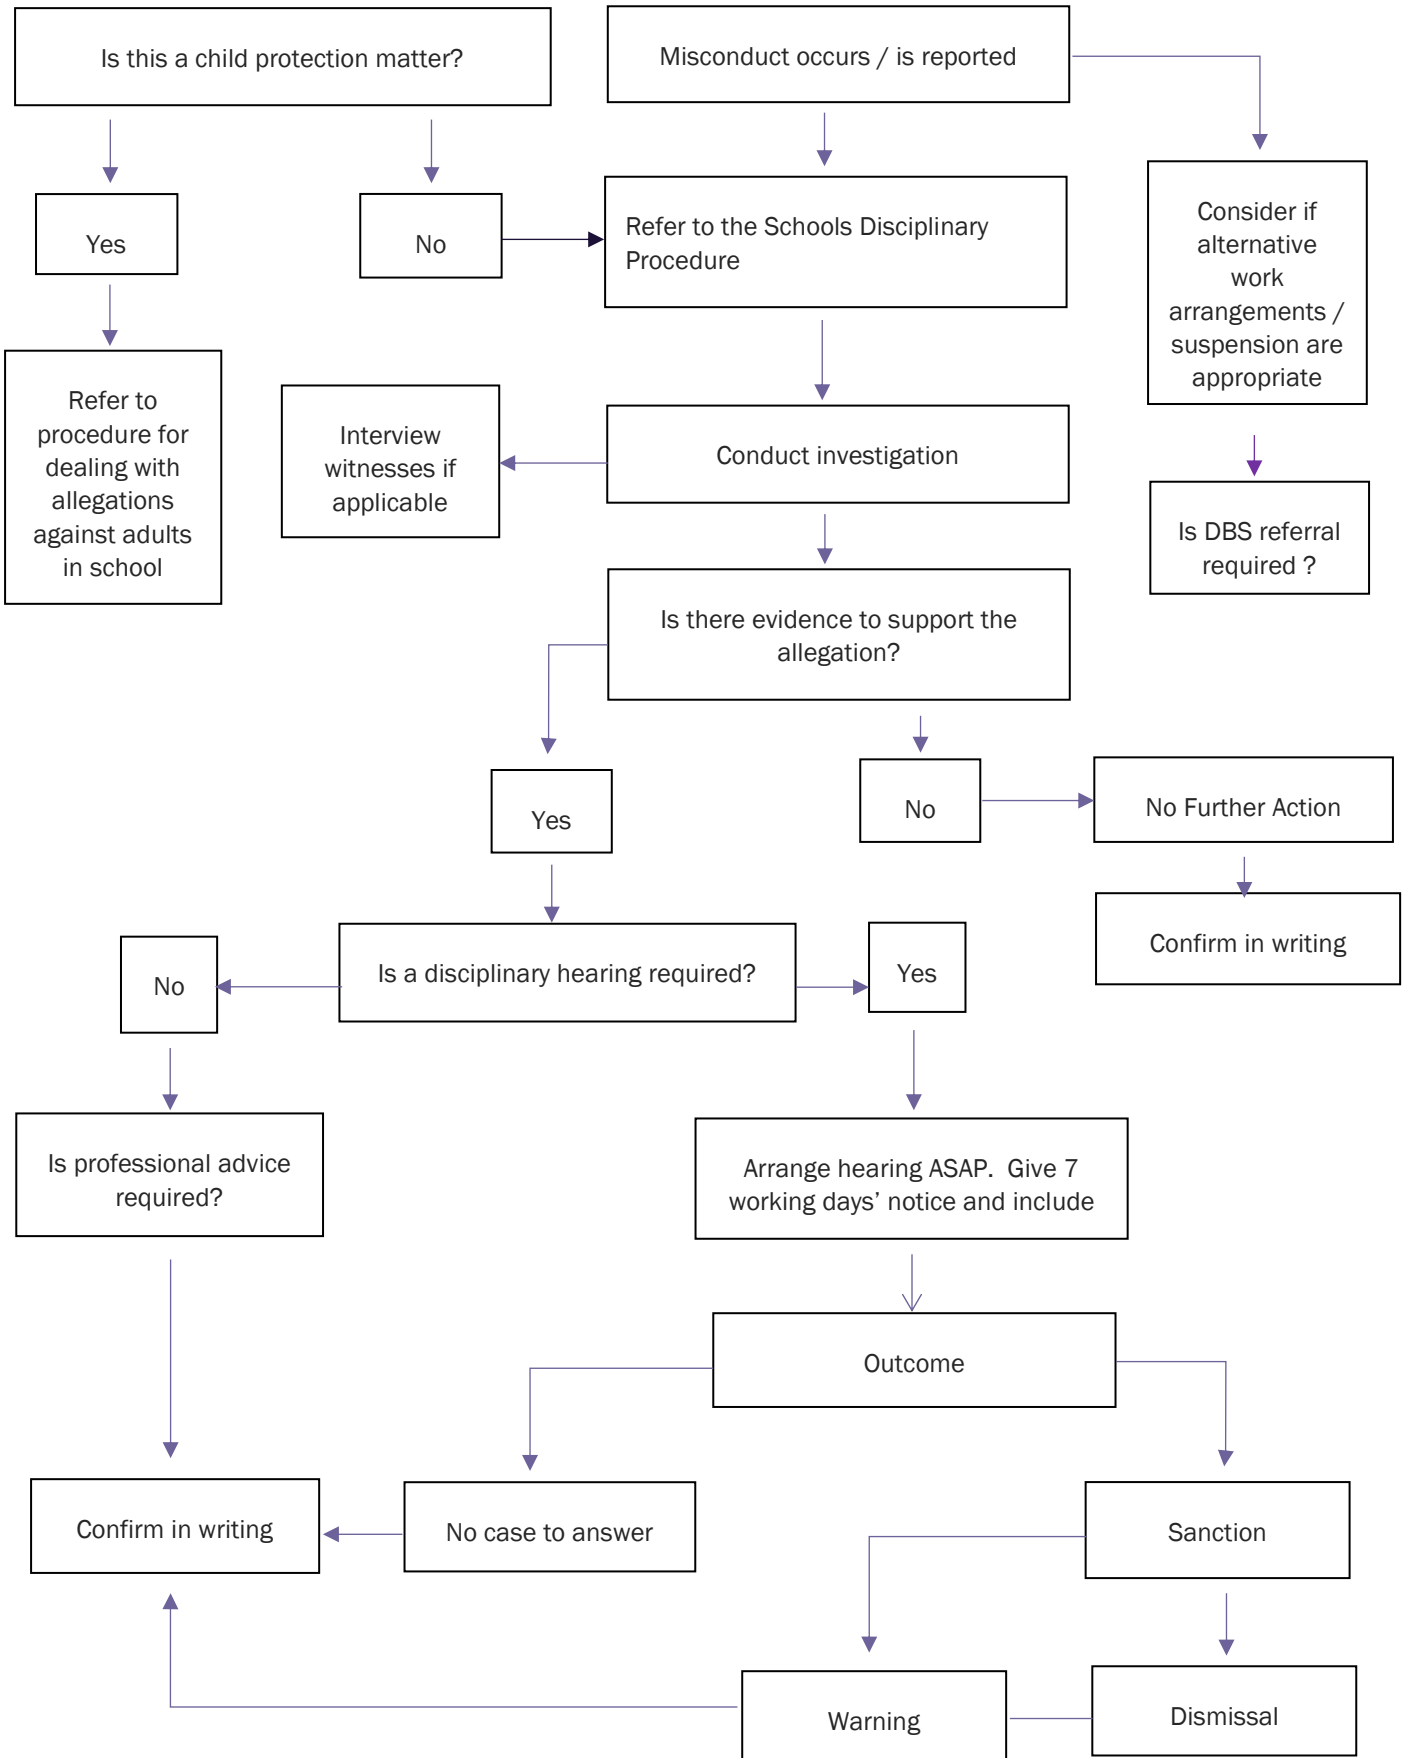 Is this a child protection matter?
Misconduct occurs / is reported
Yes
No
Refer to the Schools Disciplinary
Procedure
Consider if
alternative
work
arrangements /
suspension are
appropriate
Refer to
procedure for
dealing with
allegations
against adults
in school
Interview
witnesses if
applicable
Conduct investigation
Is DBS referral
required ?
Is there evidence to support the
allegation?
Yes
No
No Further Action
Confirm in writing
No
Is a disciplinary hearing required?
Yes
Is professional advice
required?
Arrange hearing ASAP.  Give 7
working days’ notice and include
Outcome
Confirm in writing
No case to answer
Sanction
Warning
Dismissal